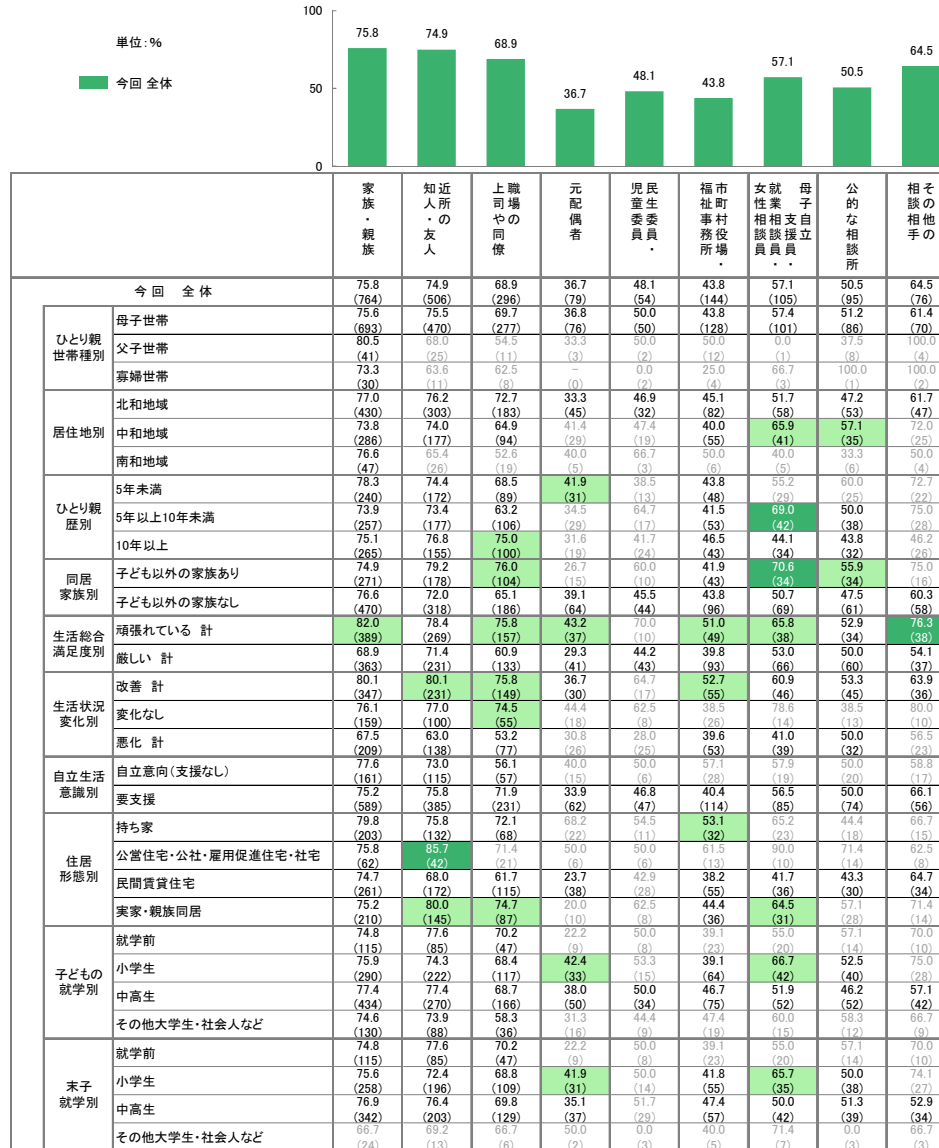 単位:%
今回 全体
100
50
0
75.8 74.9 68.9 36.7 48.1 43.8 57.1 50.5 64.5
家族・親族
近所の知人・友人
職場の上司や同僚
元配偶者
民生委員・児童委員
市町村役場・福祉事務所・
母子自立支援員・就業相談員・女性相談員
公的な相談所
その他の相談相手
今回 全体 75.8 74.9 68.9 36.7 48.1 43.8 57.1 50.5 64.5
(764) (506) (296) (79) (54) (144) (105) (95) (76)
ひとり親世帯種別
母子世帯 75.6 75.5 69.7 36.8 50.0 43.8 57.4 51.2 61.4
(693) (470) (277) (76) (50) (128) (101) (86) (70)
父子世帯 80.5 68.0 54.5 33.3 50.0 50.0 0.0 37.5 100.0
(41) (25) (11) (3) (2) (12) (1) (8) (4)
寡婦世帯 73.3 63.6 62.5 － 0.0 25.0 66.7 100.0 100.0
(30) (11) (8) (0) (2) (4) (3) (1) (2)
居住地別
北和地域 77.0 76.2 72.7 33.3 46.9 45.1 51.7 47.2 61.7
(430) (303) (183) (45) (32) (82) (58) (53) (47)
中和地域 73.8 74.0 64.9 41.4 47.4 40.0 65.9 57.1 72.0
(286) (177) (94) (29) (19) (55) (41) (35) (25)
南和地域 76.6 65.4 52.6 40.0 66.7 50.0 40.0 33.3 50.0
(47) (26) (19) (5) (3) (6) (5) (6) (4)
ひとり親歴別
5年未満 78.3 74.4 68.5 41.9 38.5 43.8 55.2 60.0 72.7
(240) (172) (89) (31) (13) (48) (29) (25) (22)
5年以上10年未満 73.9 73.4 63.2 34.5 64.7 41.5 69.0 50.0 75.0
(257) (177) (106) (29) (17) (53) (42) (38) (28)
10年以上 75.1 76.8 75.0 31.6 41.7 46.5 44.1 43.8 46.2
(265) (155) (100) (19) (24) (43) (34) (32) (26)
同居家族別
子ども以外の家族あり 74.9 79.2 76.0 26.7 60.0 41.9 70.6 55.9 75.0
(271) (178) (104) (15) (10) (43) (34) (34) (16)
子ども以外の家族なし 76.6 72.0 65.1 39.1 45.5 43.8 50.7 47.5 60.3
(470) (318) (186) (64) (44) (96) (69) (61) (58)
生活総合満足度別
頑張れている 計 82.0 78.4 75.8 43.2 70.0 51.0 65.8 52.9 76.3
(389) (269) (157) (37) (10) (49) (38) (34) (38)
厳しい 計 68.9 71.4 60.9 29.3 44.2 39.8 53.0 50.0 54.1
(363) (231) (133) (41) (43) (93) (66) (60) (37)
生活状況変化別
改善 計 80.1 80.1 75.8 36.7 64.7 52.7 60.9 53.3 63.9
(347) (231) (149) (30) (17) (55) (46) (45) (36)
変化なし 76.1 77.0 74.5 44.4 62.5 38.5 78.6 38.5 80.0
(159) (100) (55) (18) (8) (26) (14) (13) (10)
悪化 計 67.5 63.0 53.2 30.8 28.0 39.6 41.0 50.0 56.5
(209) (138) (77) (26) (25) (53) (39) (32) (23)
自立生活意識別
自立意向(支援なし) 77.6 73.0 56.1 40.0 50.0 57.1 57.9 50.0 58.8
(161) (115) (57) (15) (6) (28) (19) (20) (17)
要支援 75.2 75.8 71.9 33.9 46.8 40.4 56.5 50.0 66.1
(589) (385) (231) (62) (47) (114) (85) (74) (56)
住居形態別
持ち家 79.8 75.8 72.1 68.2 54.5 53.1 65.2 44.4 66.7
(203) (132) (68) (22) (11) (32) (23) (18) (15)
公営住宅・公社・雇用促進住宅・社宅 75.8 85.7 71.4 50.0 50.0 61.5 90.0 71.4 62.5
(62) (42) (21) (6) (6) (13) (10) (14) (8)
民間賃貸住宅 74.7 68.0 61.7 23.7 42.9 38.2 41.7 43.3 64.7
(261) (172) (115) (38) (28) (55) (36) (30) (34)
実家・親族同居 75.2 80.0 74.7 20.0 62.5 44.4 64.5 57.1 71.4
(210) (145) (87) (10) (8) (36) (31) (28) (14)
子どもの就学別
就学前 74.8 77.6 70.2 22.2 50.0 39.1 55.0 57.1 70.0
(115) (85) (47) (9) (8) (23) (20) (14) (10)
小学生 75.9 74.3 68.4 42.4 53.3 39.1 66.7 52.5 75.0
(290) (222) (117) (33) (15) (64) (42) (40) (28)
中高生 77.4 77.4 68.7 38.0 50.0 46.7 51.9 46.2 57.1
(434) (270) (166) (50) (34) (75) (52) (52) (42)
その他大学生・社会人など 74.6 73.9 58.3 31.3 44.4 47.4 60.0 58.3 66.7
(130) (88) (36) (16) (9) (19) (15) (12) (9)
末子就学別
就学前 74.8 77.6 70.2 22.2 50.0 39.1 55.0 57.1 70.0
(115) (85) (47) (9) (8) (23) (20) (14) (10)
小学生 75.6 72.4 68.8 41.9 50.0 41.8 65.7 50.0 74.1
(258) (196) (109) (31) (14) (55) (35) (38) (27)
中高生 76.9 76.4 69.8 35.1 51.7 47.4 50.0 51.3 52.9
(342) (203) (129) (37) (29) (57) (42) (39) (34)
その他大学生・社会人など 66.7 69.2 66.7 50.0 0.0 40.0 71.4 0.0 66.7
(24) (13) (6) (2) (3) (5) (7) (3) (3)